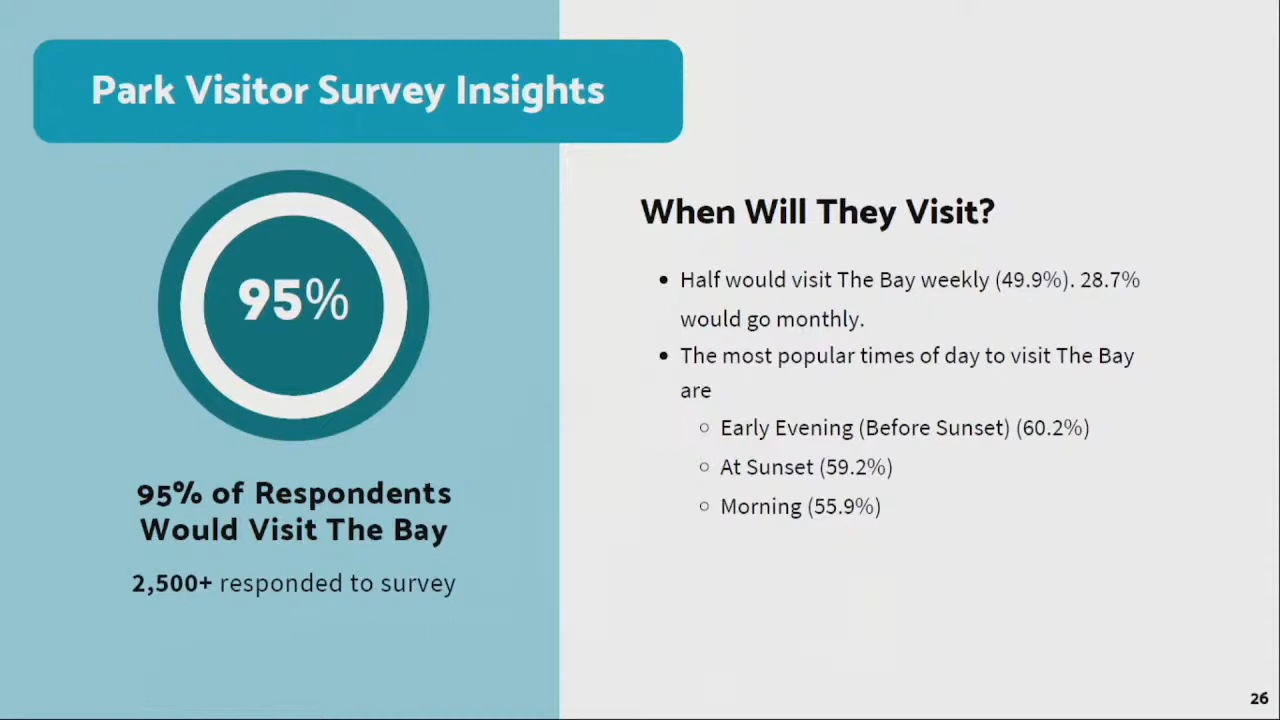 Park Visitor Survey Insights
95%
95% of Respondents
Would Visit The Bay
2,500+ responded to survey
When Will They Visit?
• Half would visit The Bay weekly (49.9%). 28.7%
would go monthly.
• The most popular times of day to visit The Bay
are
○ Early Evening (Before Sunset) (60.2%)
○ At Sunset (59.2%)
○ Morning (55.9%)
26